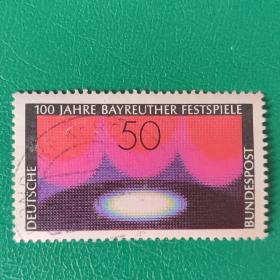 100 JAHRE BAYREUTHER FESTSPIELE
50
DEUTSCHE
BUNDESPOST